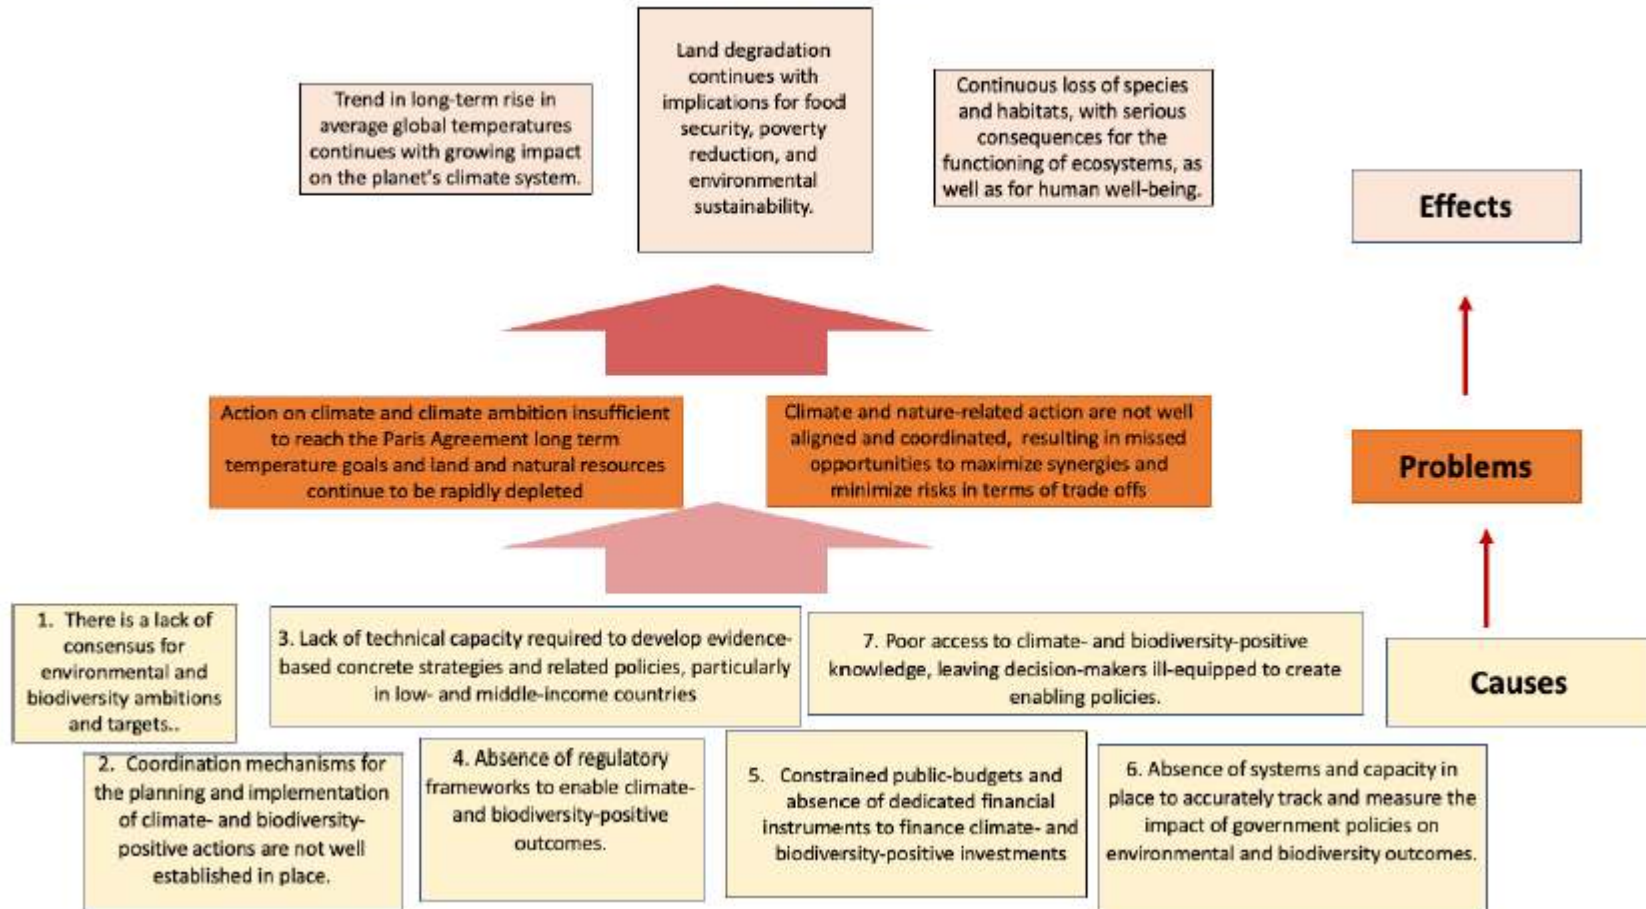 Land degradation
continues with
implications for food
security, poverty
reduction, and
environmental
sustainability.
Trend in long-term rise in
average global temperatures
continues with growing impact
on the planet's climate system.
Continuous loss of species
and habitats, with serious
consequences for the
functioning of ecosystems, as
well as for human well-being.
Effects
Action on climate and climate ambition insufficient
to reach the Paris Agreement long term
temperature goals and land and natural resources
continue to be rapidly depleted
Climate and nature-related action are not well
aligned and coordinated, resulting in missed
opportunities to maximize synergies and
minimize risks in terms of trade offs
Problems
1. There is a lack of
consensus for
environmental and
biodiversity ambitions
and targets..
3. Lack of technical capacity required to develop evidence-
based concrete strategies and related policies, particularly
in low- and middle-income countries
7. Poor access to climate- and biodiversity-positive
knowledge, leaving decision-makers ill-equipped to create
enabling policies.
Causes
2. Coordination mechanisms for
the planning and implementation
of climate- and biodiversity-
positive actions are not well
established in place.
4. Absence of regulatory
frameworks to enable climate-
and biodiversity-positive
outcomes.
5. Constrained public-budgets and
absence of dedicated financial
instruments to finance climate- and
biodiversity-positive investments
6. Absence of systems and capacity in
place to accurately track and measure the
impact of government policies on
environmental and biodiversity outcomes.